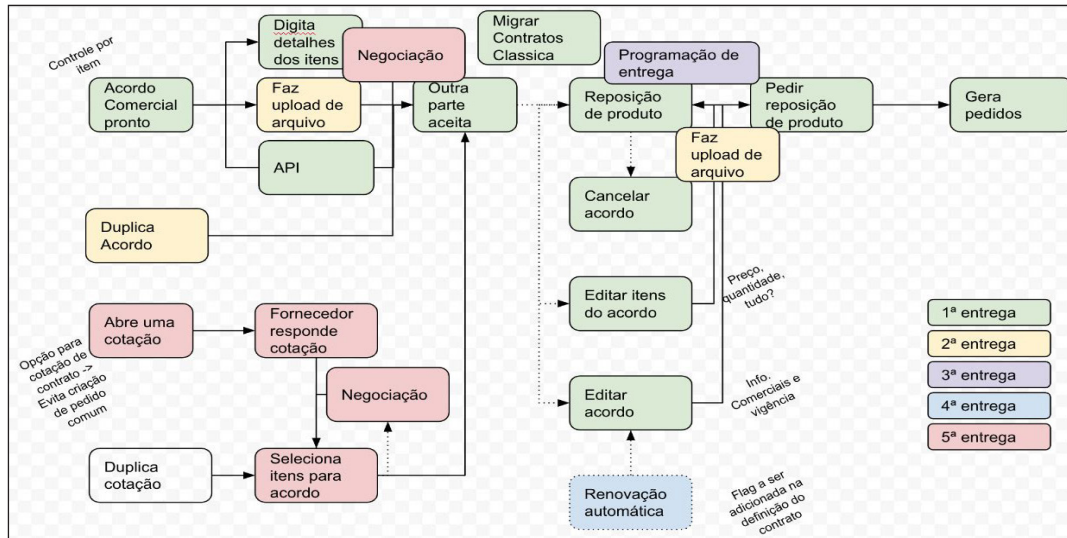 Controle por
item
Acordo
Comercial
pronto
Digita
detalhes
dos itens
Negociação
Faz
upload de
arquivo
API
Outra
parte
aceita
Migrar
Contratos
Classica
Programação de
entrega
Reposição
de produto
Pedir
reposição
de produto
Gera
pedidos
Faz
upload de
arquivo
Cancelar
acordo
Duplica
Acordo
Editar itens
do acordo
Preço,
quantidade,
tudo?
Abre uma
cotação
Fornecedor
responde
cotação
Opção para
cotação de
contrato ->
Evita criação
de pedido
comum
Negociação
Editar
acordo
Info.
Comerciais e
vigência
Duplica
cotação
Seleciona
itens para
acordo
Renovação
automática
Flag a ser
adicionada na
definição do
contrato
1ª entrega
2ª entrega
3ª entrega
4ª entrega
5ª entrega